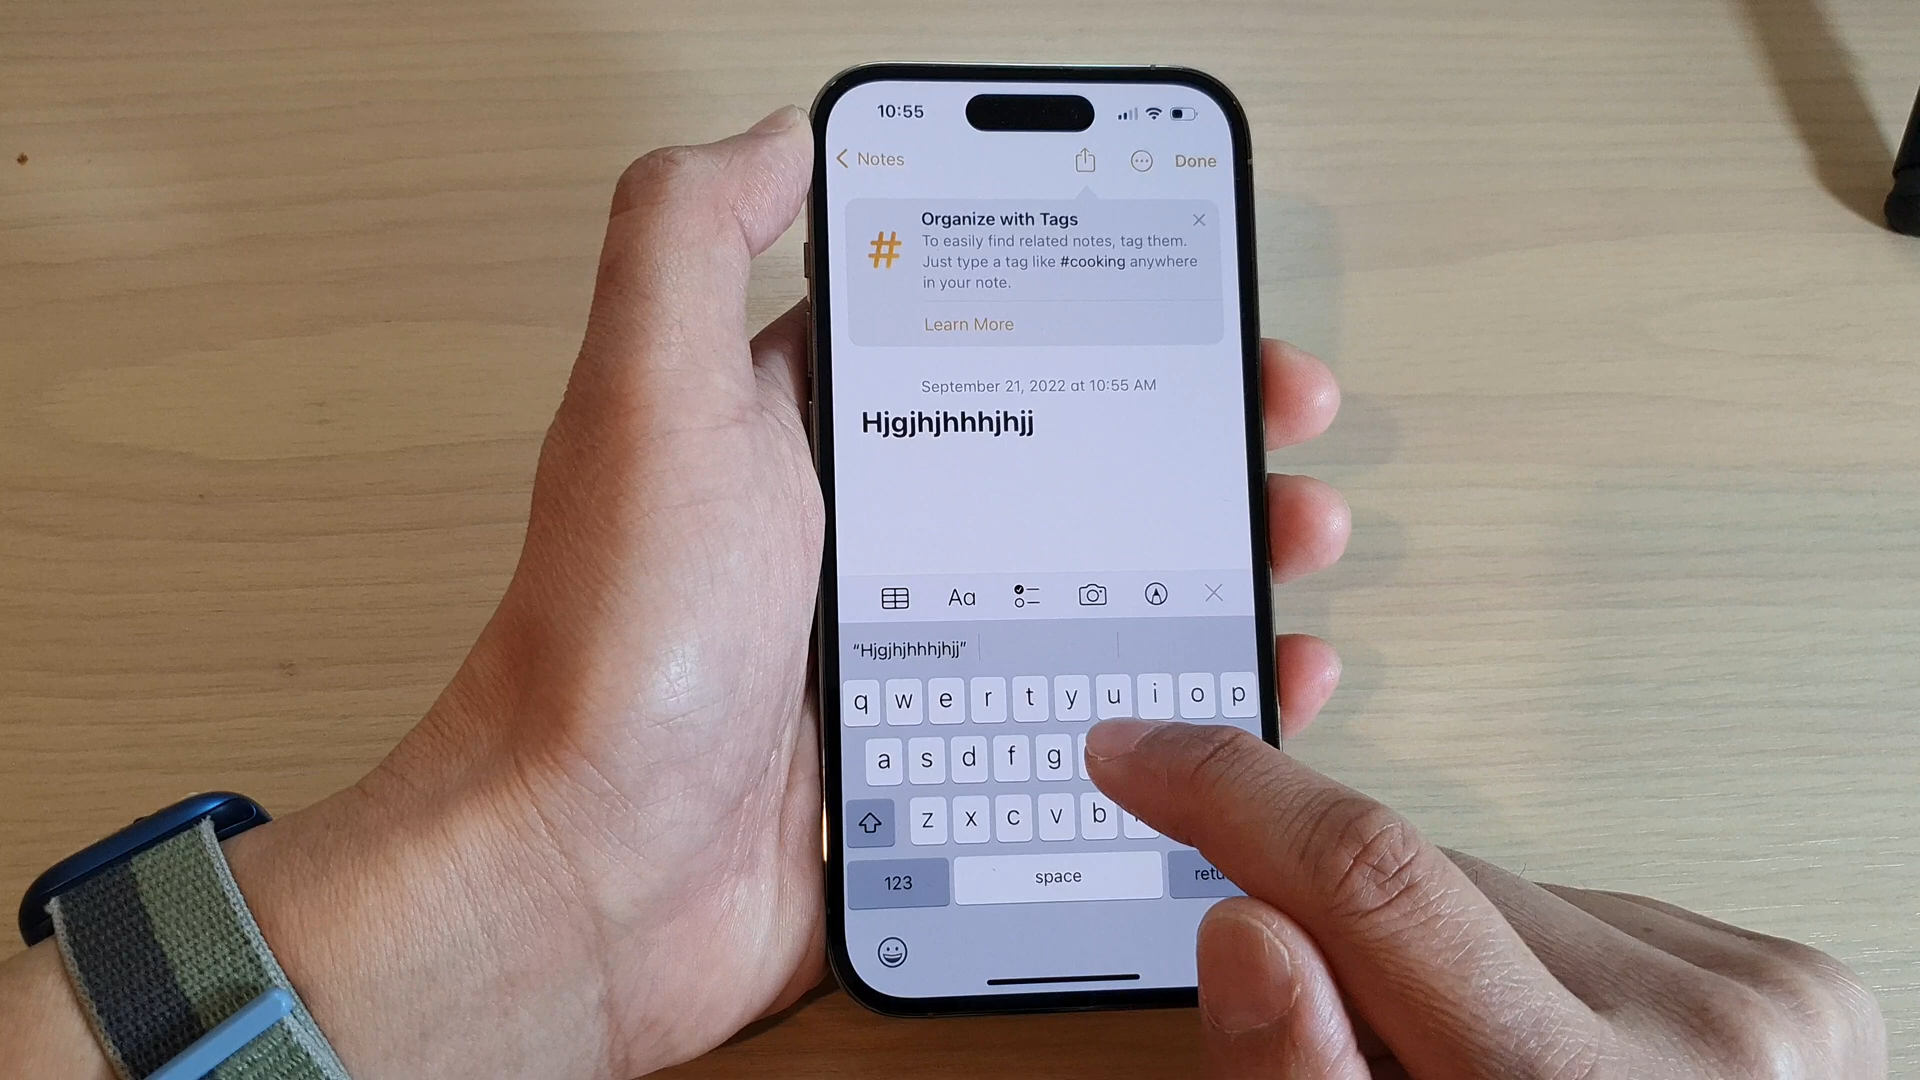 10:55
Notes
Done
Organize with Tags
To easily find related notes, tag them.
Just type a tag like #cooking anywhere
in your note.
Learn More
September 21, 2022 at 10:55 AM
Hjgjhjhhhjhjj
Aa
“Hjgjhjhhhjhjj”
q w e r t y u i o p
a s d f g
z x c v b
123 space retu